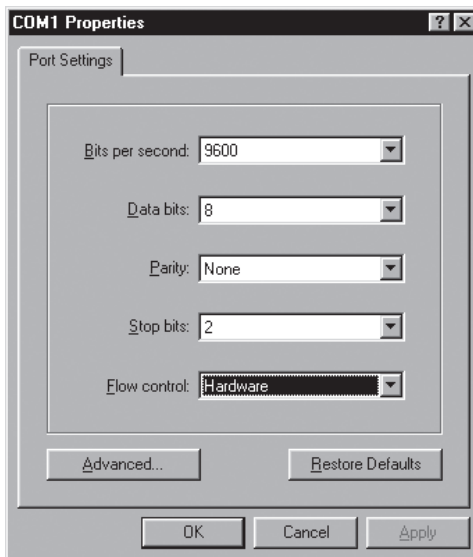 COM1 Properties
Port Settings
Bits per second: 9600
Data bits: 8
Parity: None
Stop bits: 2
Flow control: Hardware
Advanced... Restore Defaults
OK Cancel Apply